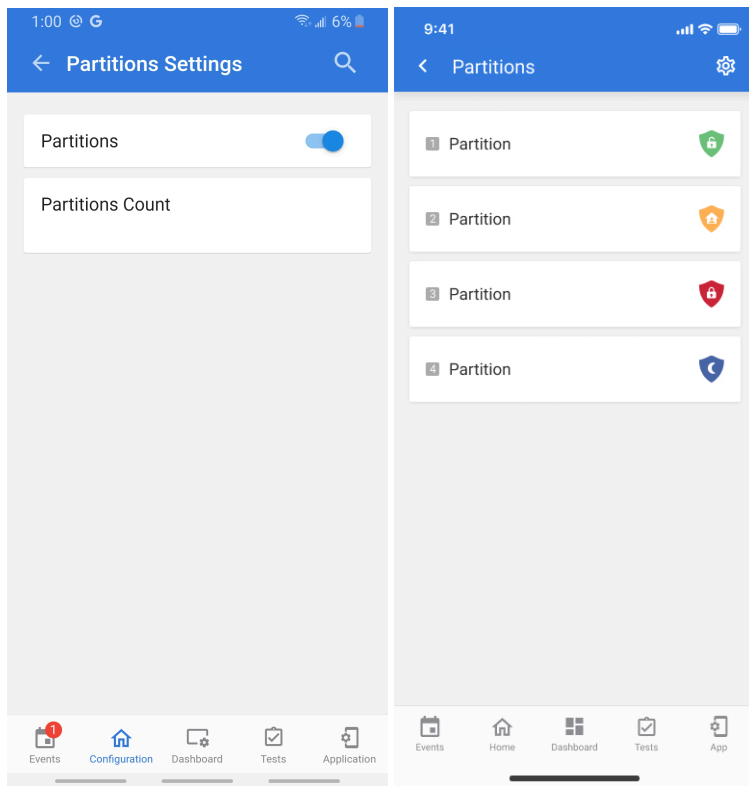 1:00 G 6%
Partitions Settings
Partitions
Partitions Count
1
Events
Configuration
Dashboard
Tests
Application
9:41
Partitions
1 Partition
2 Partition
3 Partition
4 Partition
Events
Home
Dashboard
Tests
App